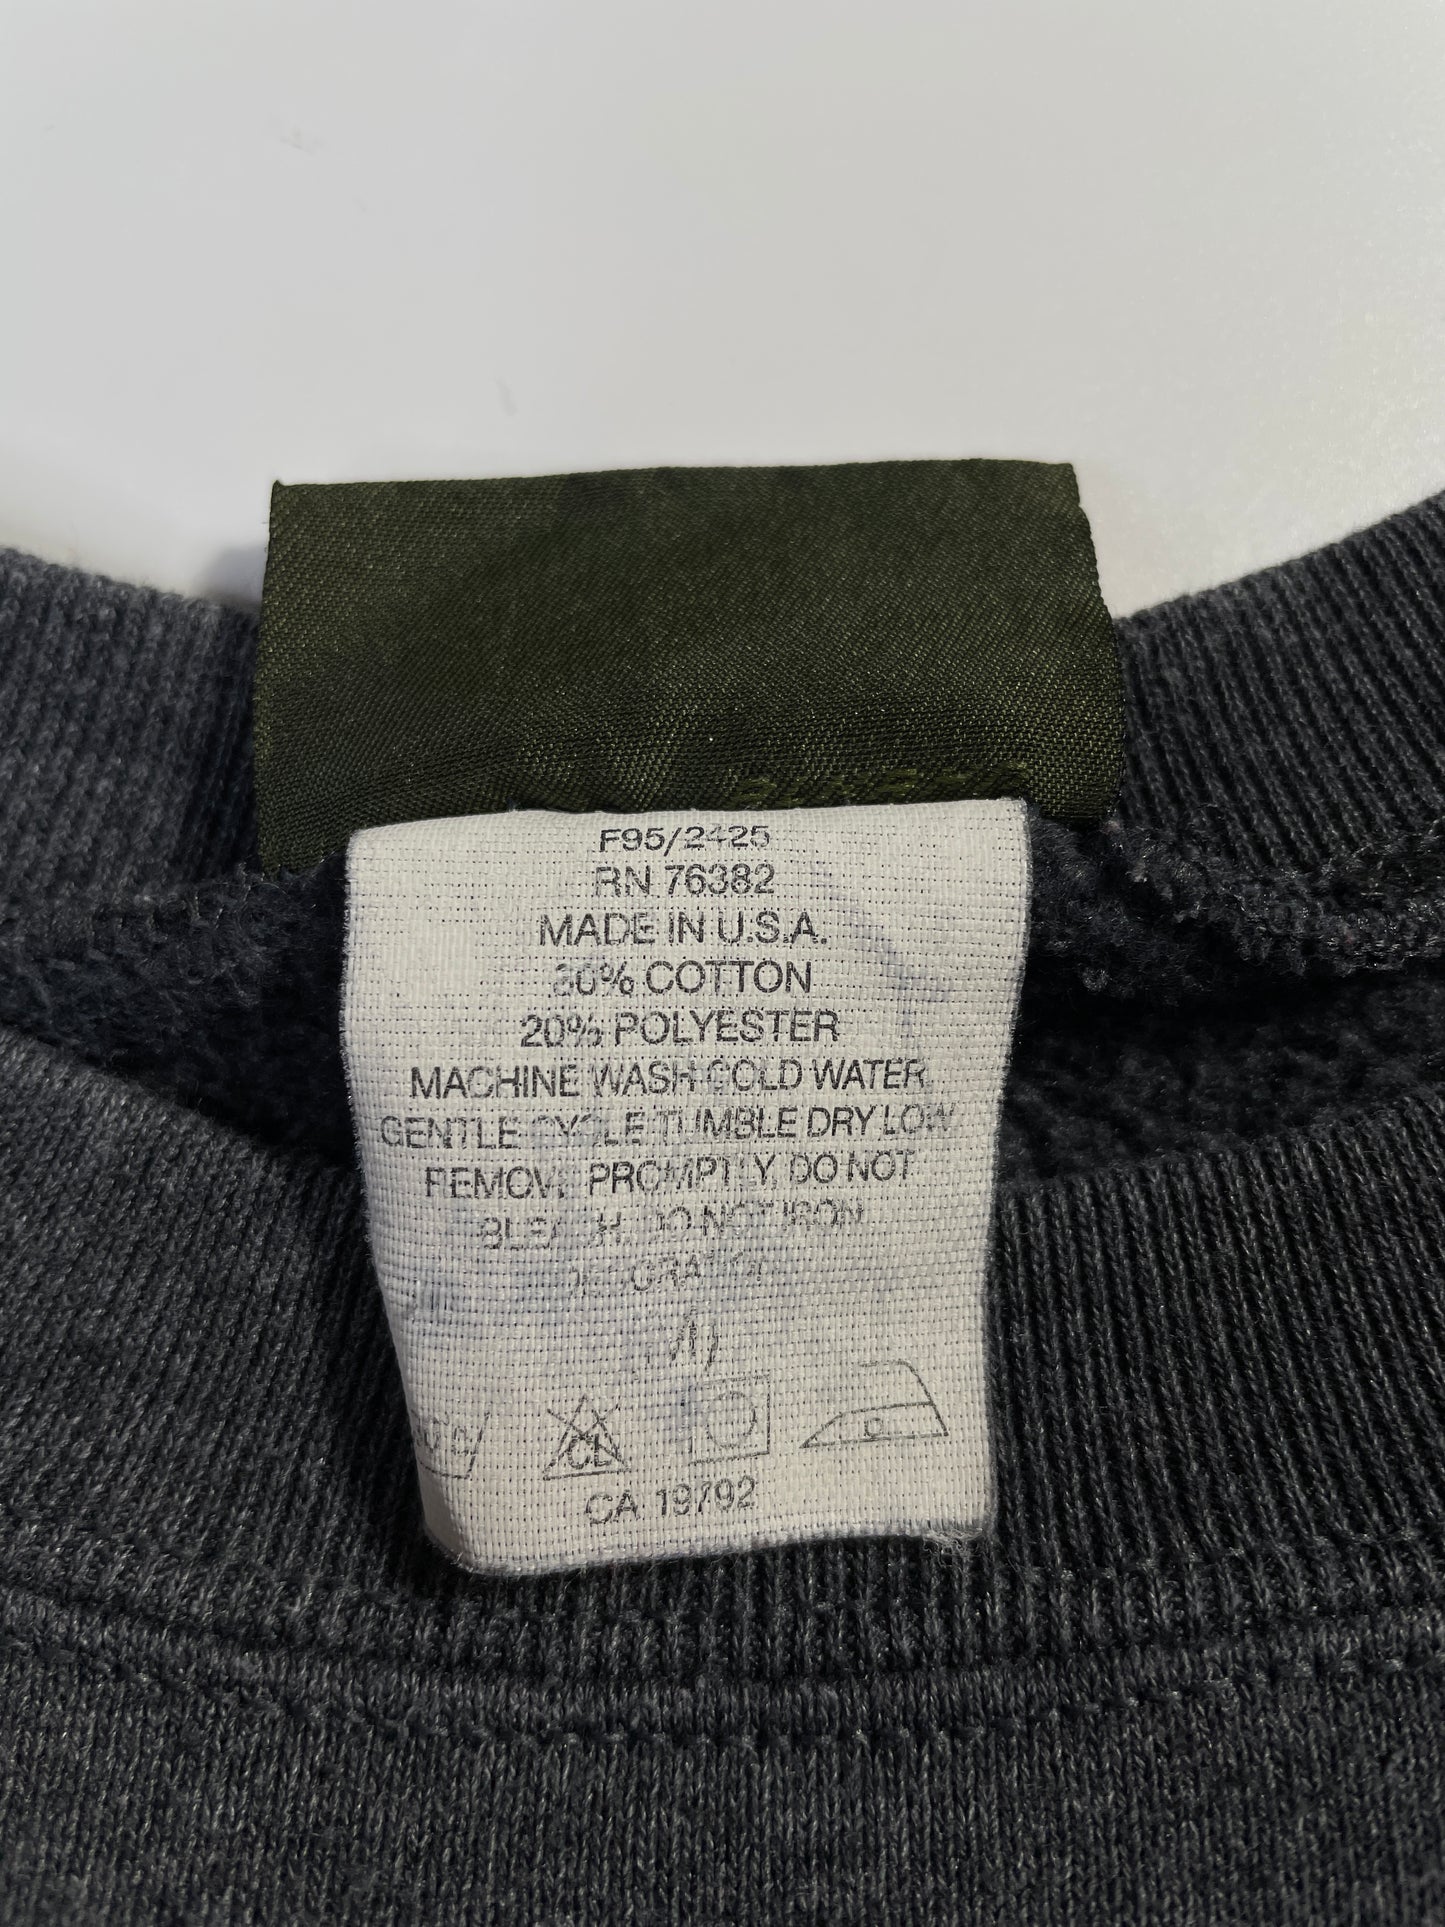 F95/2425
RN 76382
MADE IN U.S.A.
80% COTTON
20% POLYESTER
MACHINE WASH COLD WATER
GENTLE CYCLE TUMBLE DRY LOW
REMOVE PROMPTLY, DO NOT
BLEACH. DO NOT IRON
CL
CA 19792